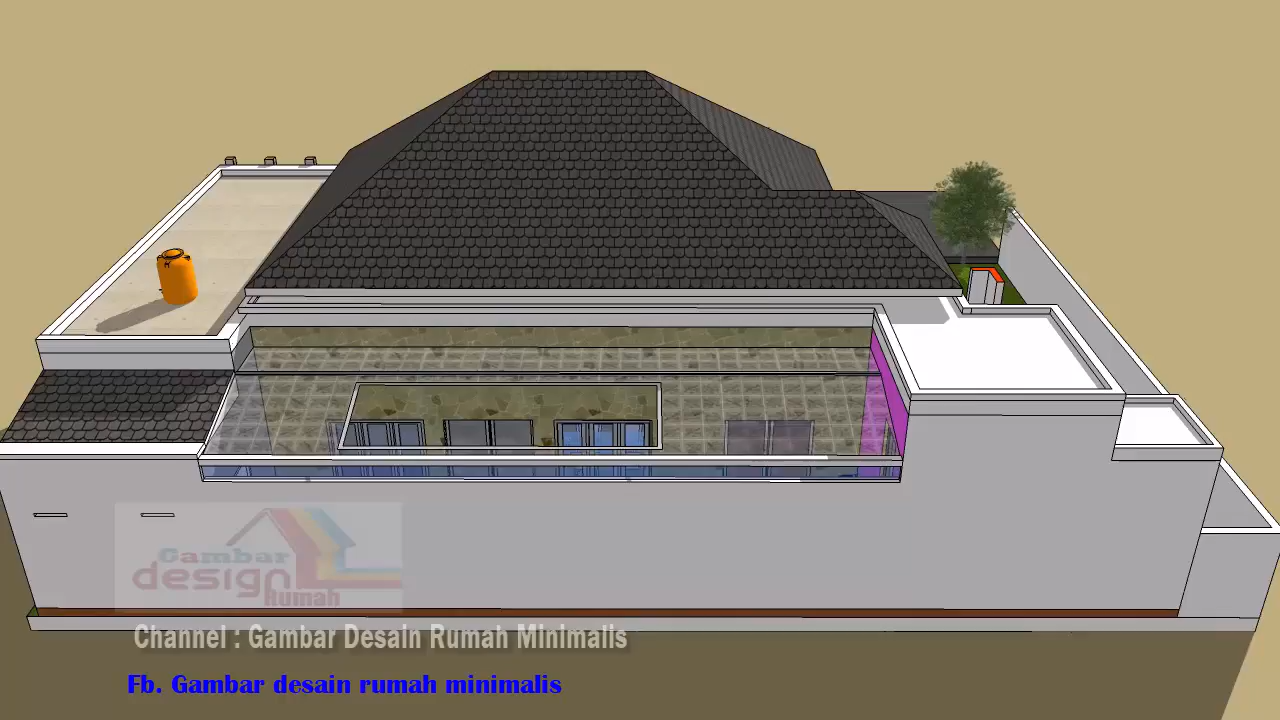 Gambar
design
Rumah
Channel : Gambar Desain Rumah Minimalis
Fb. Gambar desain rumah minimalis